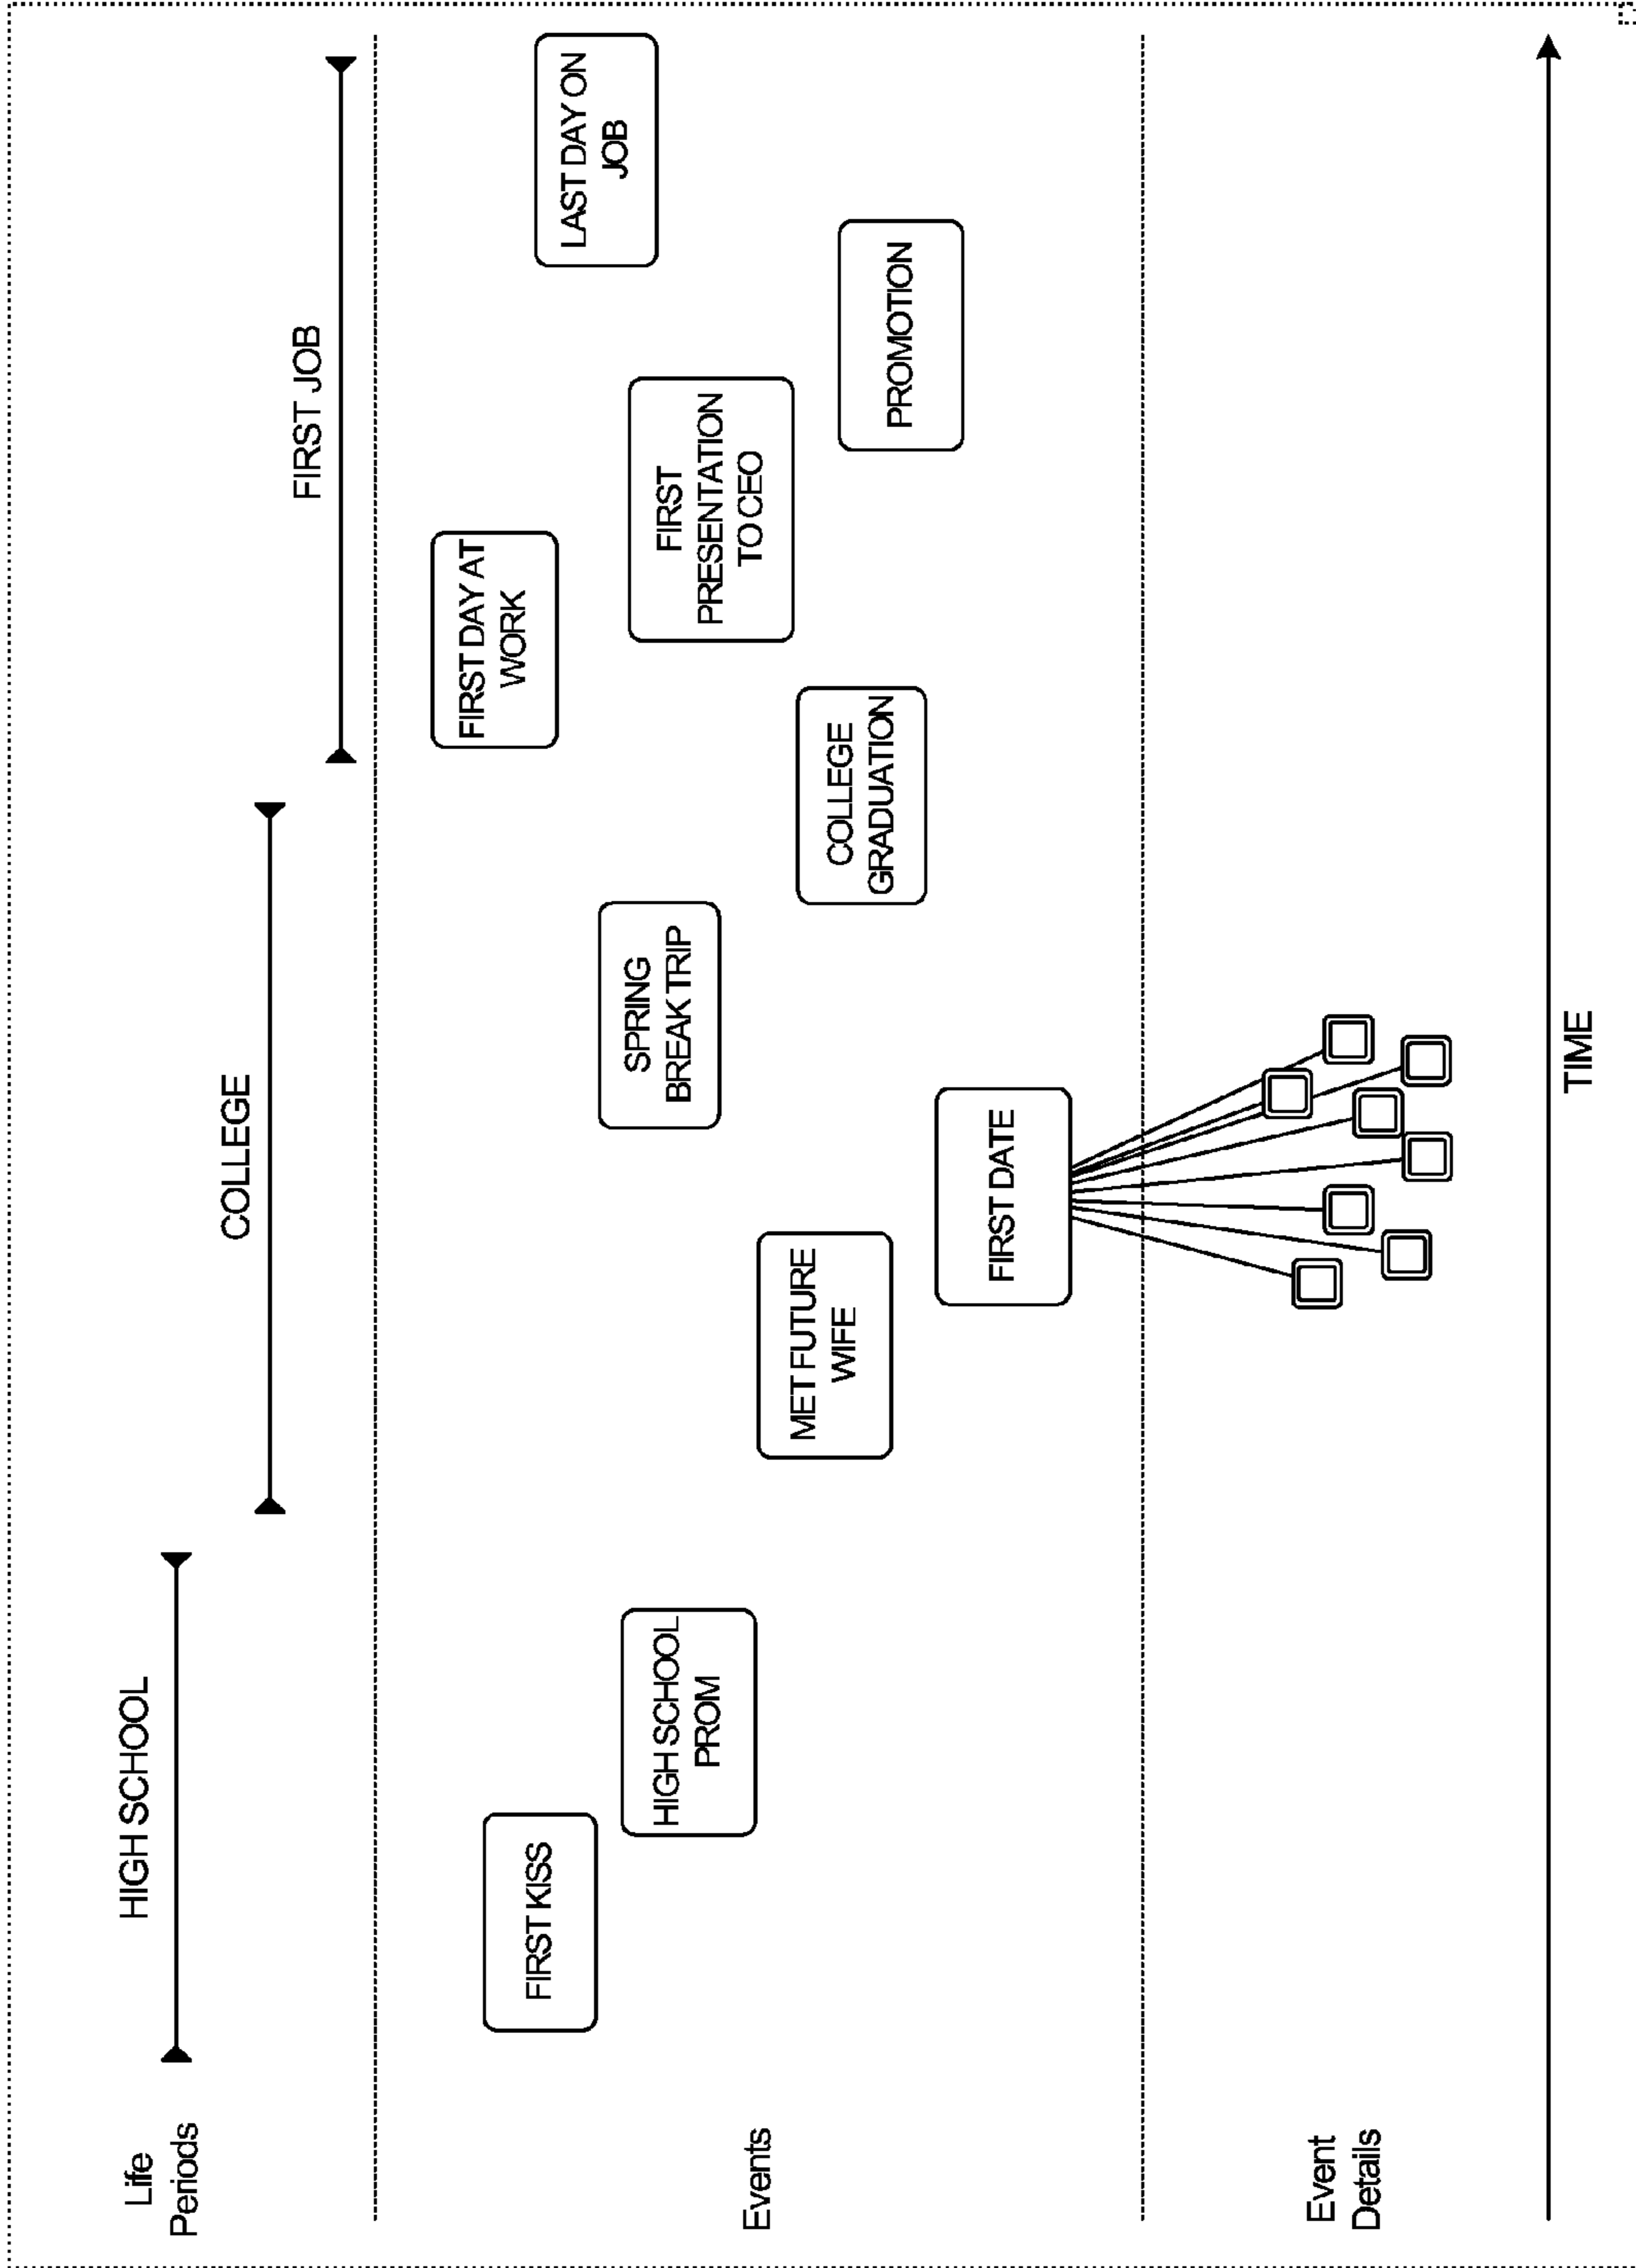 Life
Periods
HIGH SCHOOL
COLLEGE
FIRST JOB
Events
FIRST KISS
HIGH SCHOOL
PROM
MET FUTURE
WIFE
FIRST DATE
SPRING
BREAK TRIP
COLLEGE
GRADUATION
FIRST DAY AT
WORK
FIRST
PRESENTATION
TO CEO
PROMOTION
LAST DAY ON
JOB
Event
Details
TIME